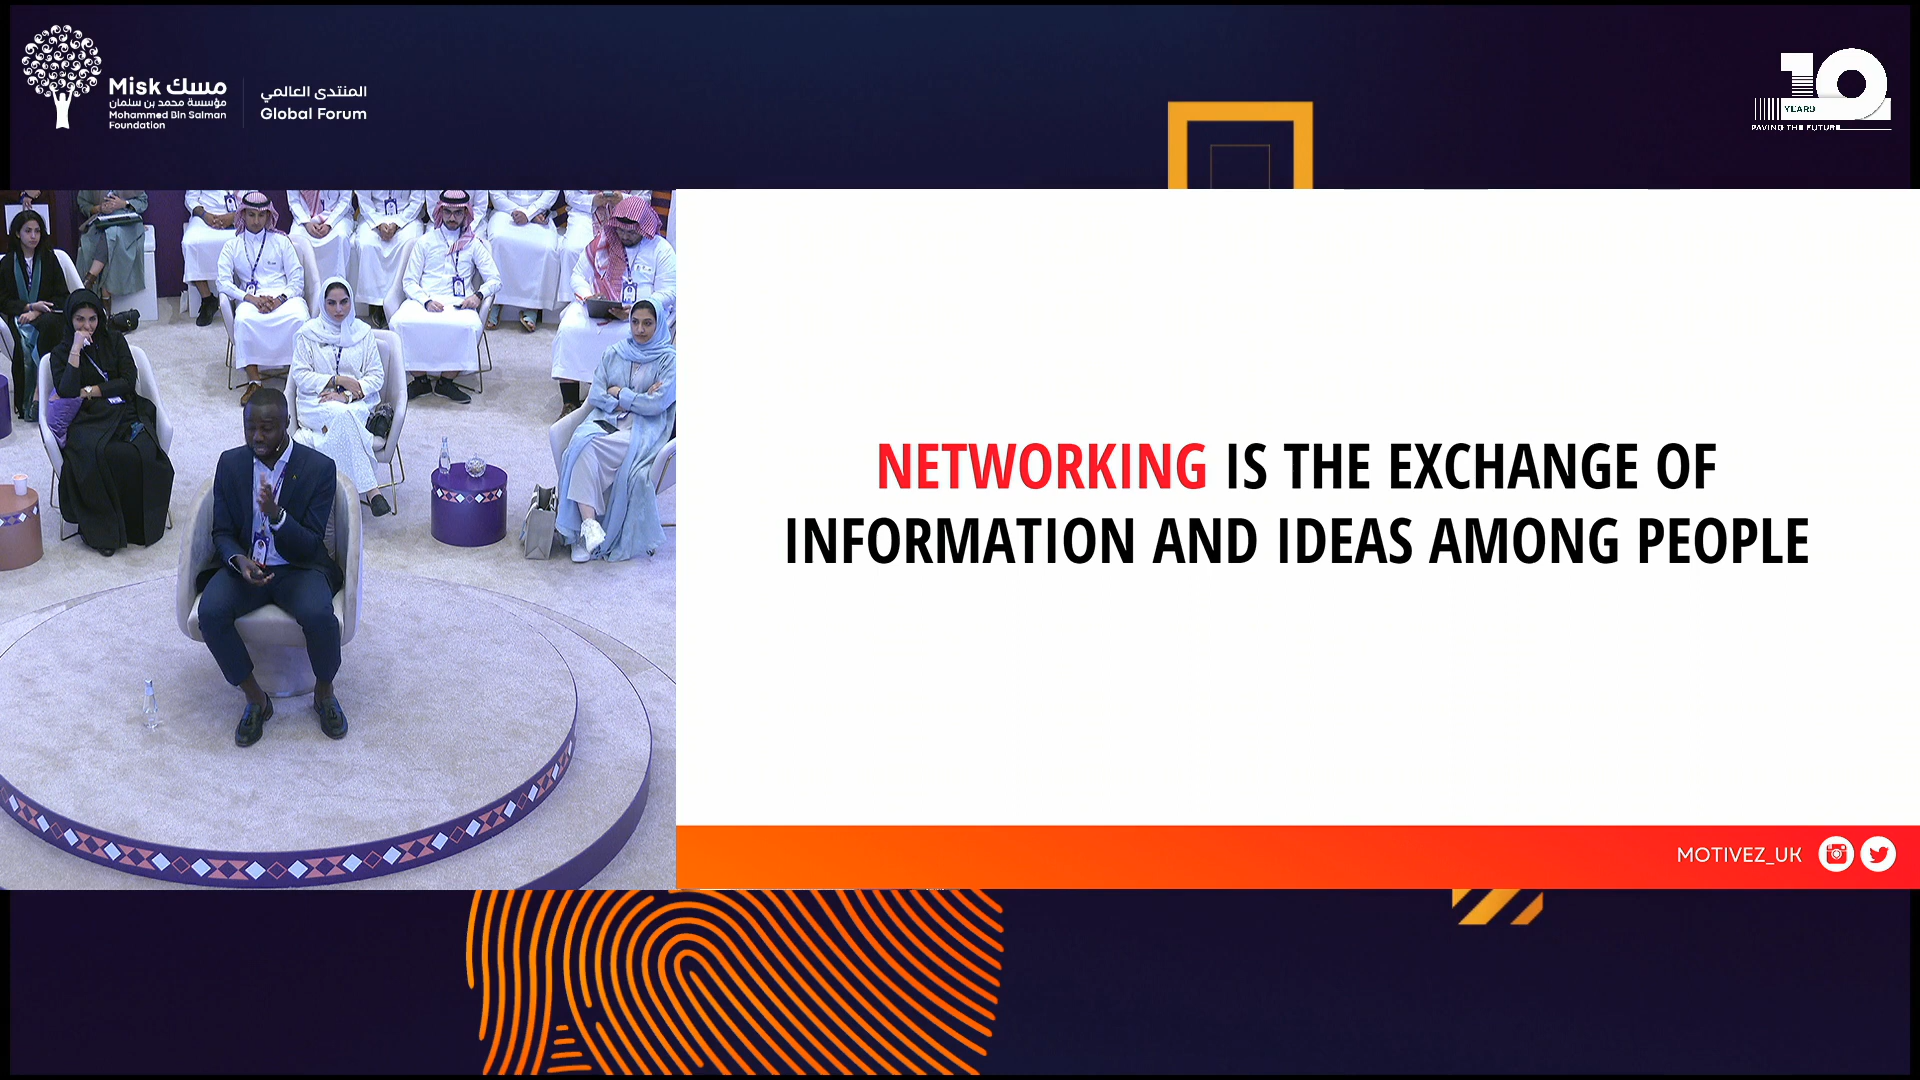 Misk مسك
مؤسسة محمد بن سلمان
Mohammed Bin Salman
Foundation
المنتدى العالمي
Global Forum
10
YEARS
PAVING THE FUTURE
NETWORKING IS THE EXCHANGE OF
INFORMATION AND IDEAS AMONG PEOPLE
MOTIVEZ_UK